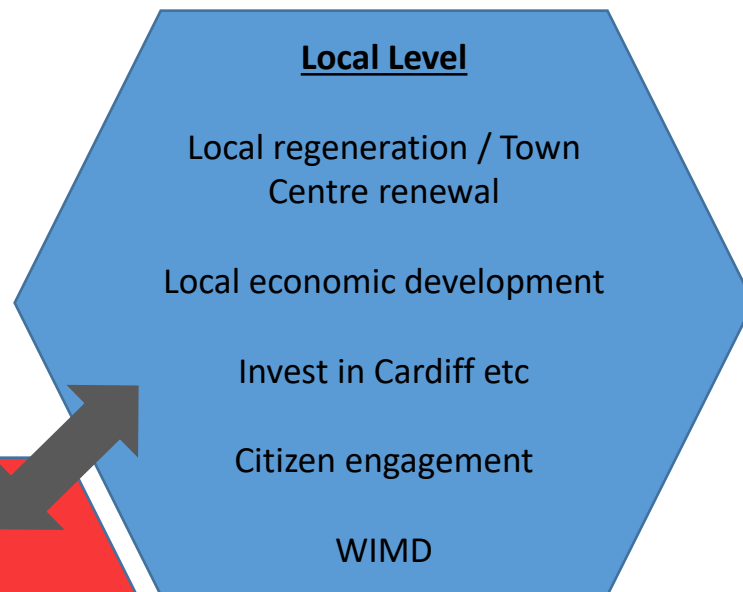 Local Level
Local regeneration / Town
Centre renewal
Local economic development
Invest in Cardiff etc
Citizen engagement
WIMD